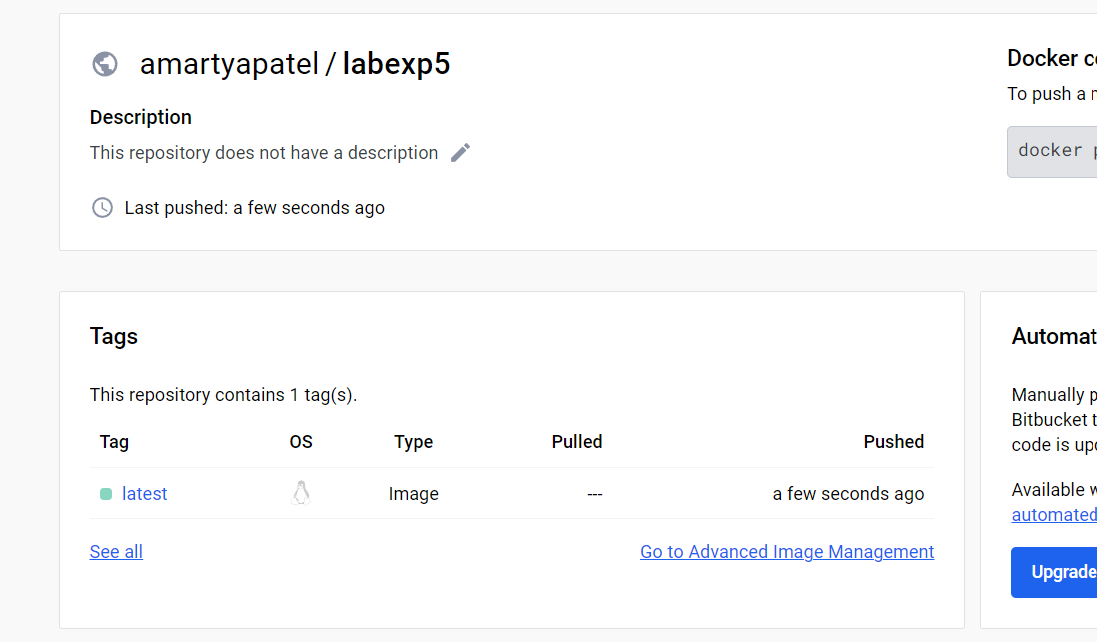 amartyapatel / labexp5
Description
This repository does not have a description
Last pushed: a few seconds ago
Docker
To push a
docker
Tags
This repository contains 1 tag(s).
Tag OS Type Pulled Pushed
latest Image --- a few seconds ago
See all Go to Advanced Image Management
Manually
Bitbucket
code is
Available
automated
Upgrade